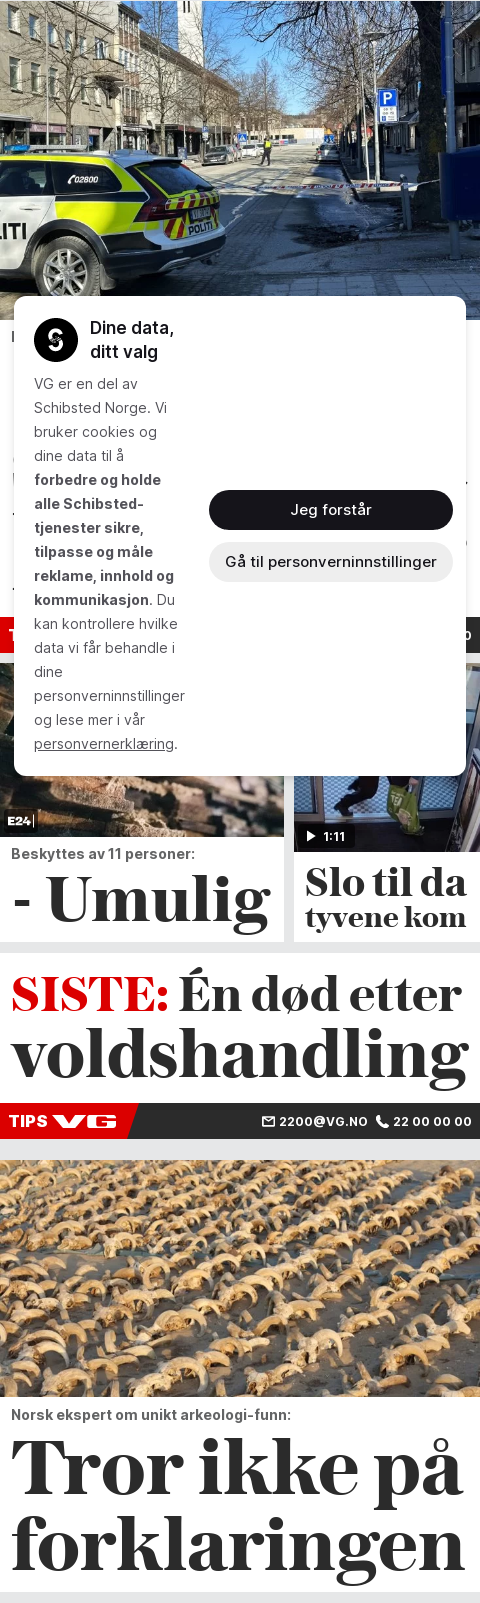 P
02800
POLITI
Dine data,
ditt valg
VG er en del av
Schibsted Norge. Vi
bruker cookies og
dine data til å
forbedre og holde
alle Schibsted-
tjenester sikre,
tilpasse og måle
reklame, innhold og
kommunikasjon. Du
kan kontrollere hvilke
data vi får behandle i
dine
personverninnstillinger
og lese mer i vår
personvernerklæring.
Jeg forstår
Gå til personverninnstillinger
E24
1:11
Beskyttes av 11 personer:
- Umulig
Slo til da
tyvene kom
SISTE: Én død etter
voldshandling
TIPS VG
2200@VG.NO 22 00 00 00
Norsk ekspert om unikt arkeologi-funn:
Tror ikke på
forklaringen